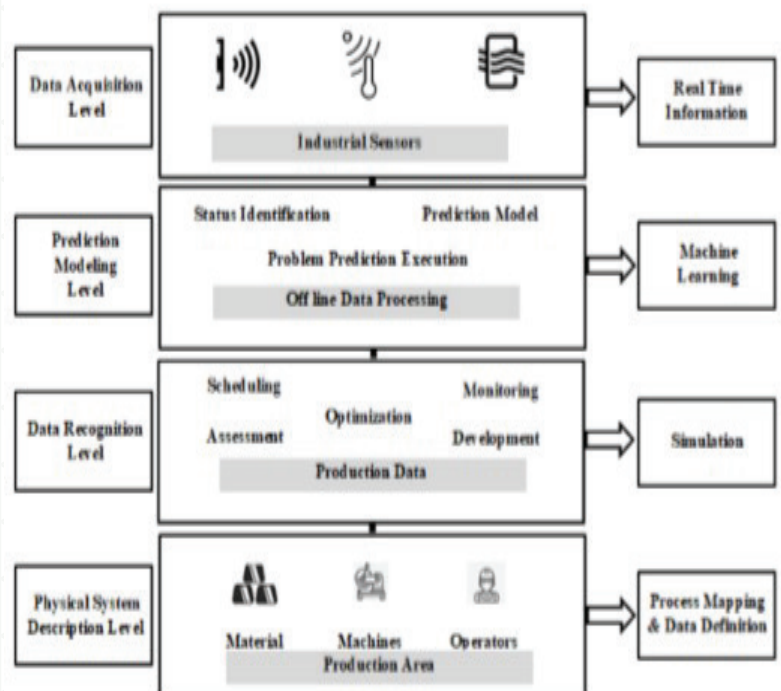 Data Acquisition
Level
Industrial Sensors
Real Time
Information
Prediction
Modeling
Level
Status Identification
Prediction Model
Problem Prediction Execution
Off line Data Processing
Machine
Learning
Data Recognition
Level
Scheduling
Monitoring
Optimization
Assessment
Development
Production Data
Simulation
Physical System
Description Level
Material
Machines
Operators
Production Area
Process Mapping
& Data Definition